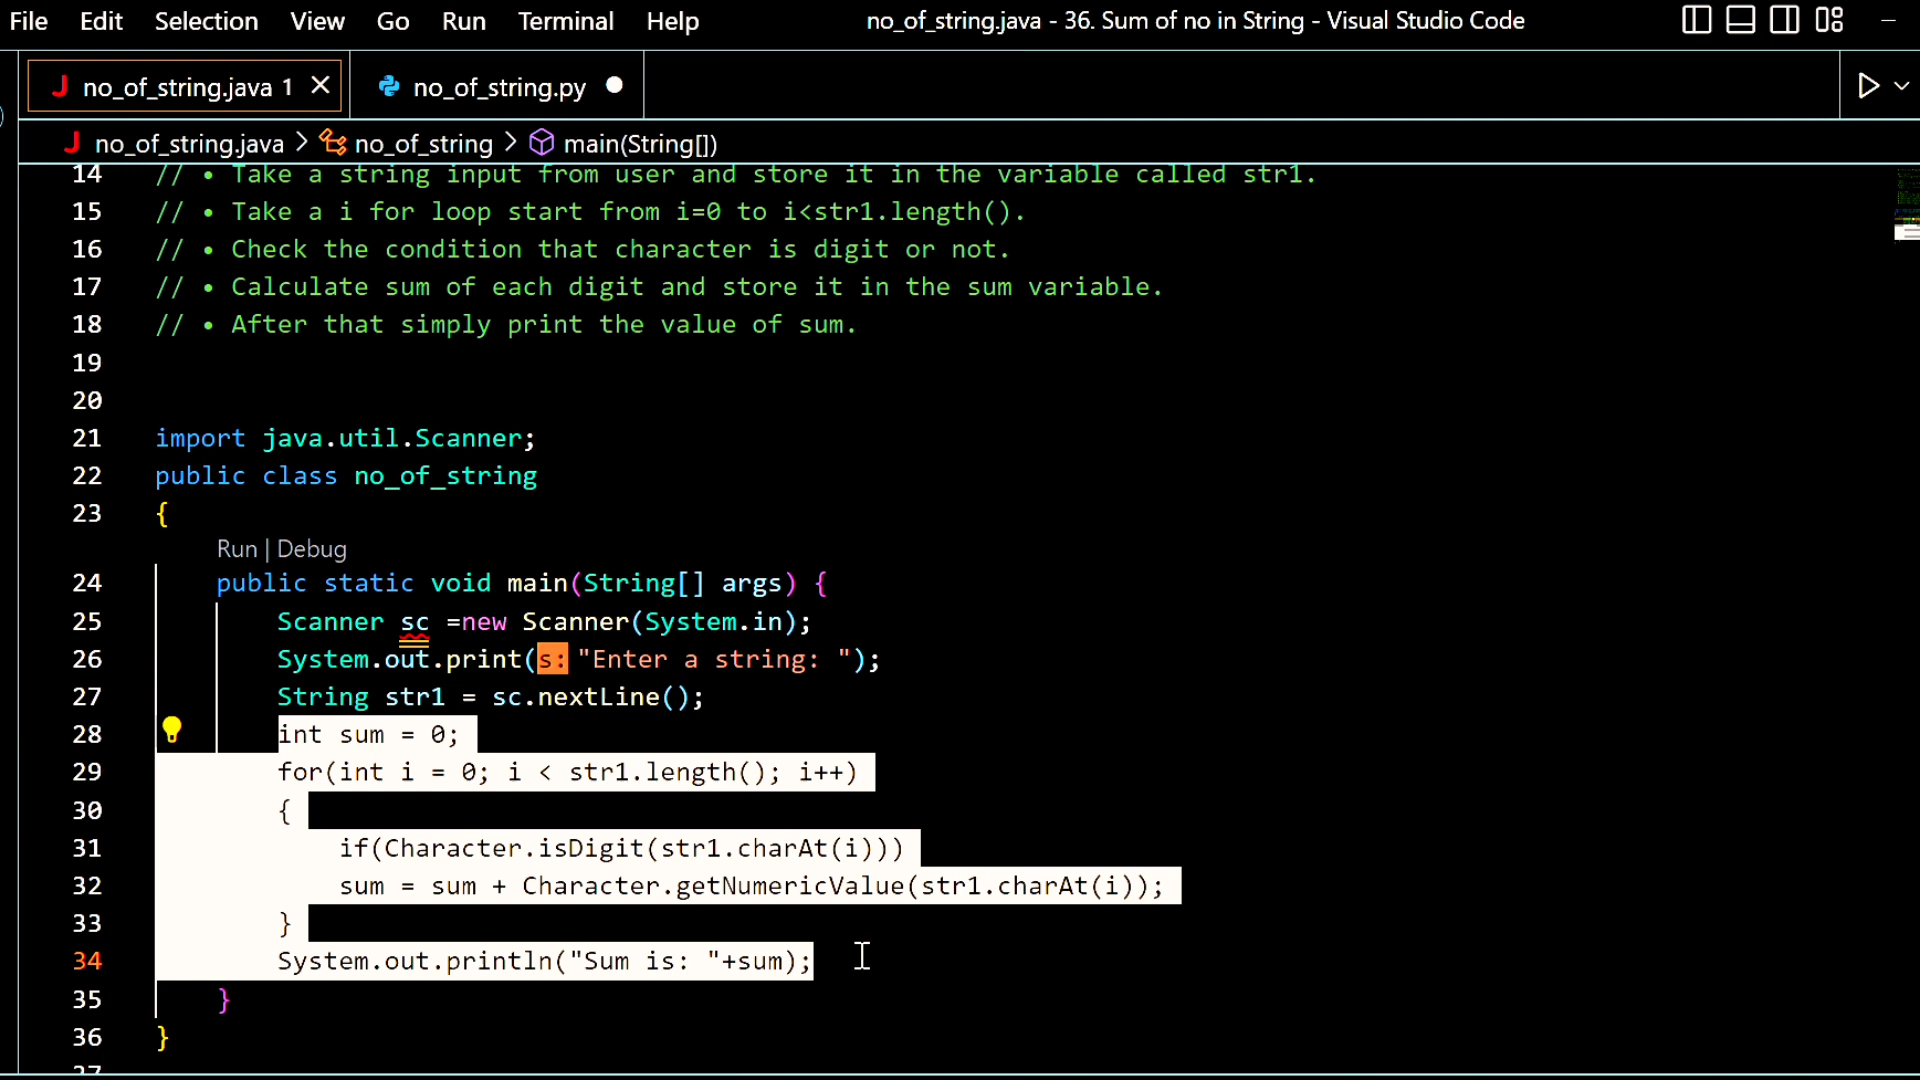 File Edit Selection View Go Run Terminal Help no_of_string.java - 36. Sum of no in String - Visual Studio Code
no_of_string.java 1 no_of_string.py
no_of_string.java > no_of_string > main(String[])
14 // • Take a string input from user and store it in the variable called str1.
15 // • Take a i for loop start from i=0 to i<str1.length().
16 // • Check the condition that character is digit or not.
17 // • Calculate sum of each digit and store it in the sum variable.
18 // • After that simply print the value of sum.
19
20
21 import java.util.Scanner;
22 public class no_of_string
23 {
Run | Debug
24 public static void main(String[] args) {
25 Scanner sc =new Scanner(System.in);
26 System.out.print(s: "Enter a string: ");
27 String str1 = sc.nextLine();
28 int sum = 0;
29 for(int i = 0; i < str1.length(); i++)
30 {
31 if(Character.isDigit(str1.charAt(i)))
32 sum = sum + Character.getNumericValue(str1.charAt(i));
33 }
34 System.out.println("Sum is: "+sum);
35 }
36 }
37